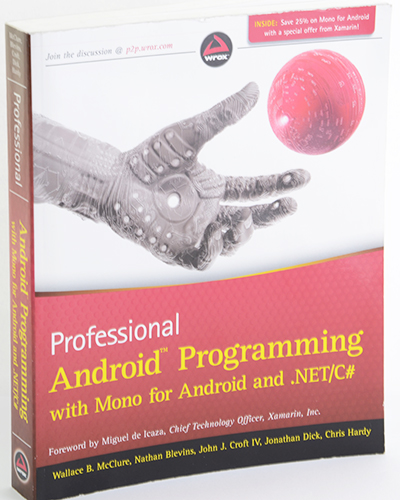 INSIDE: Save 25% on Mono for Android
with a special offer from Xamarin!
Join the discussion @ p2p.wrox.com
wrox
Professional
Android™ Programming
with Mono for Android and .NET/C#
Foreword by Miguel de Icaza, Chief Technology Officer, Xamarin, Inc.
Wallace B. McClure, Nathan Blevins, John J. Croft IV, Jonathan Dick, Chris Hardy
Professional
Android Programming
with Mono for Android and .NET/C#